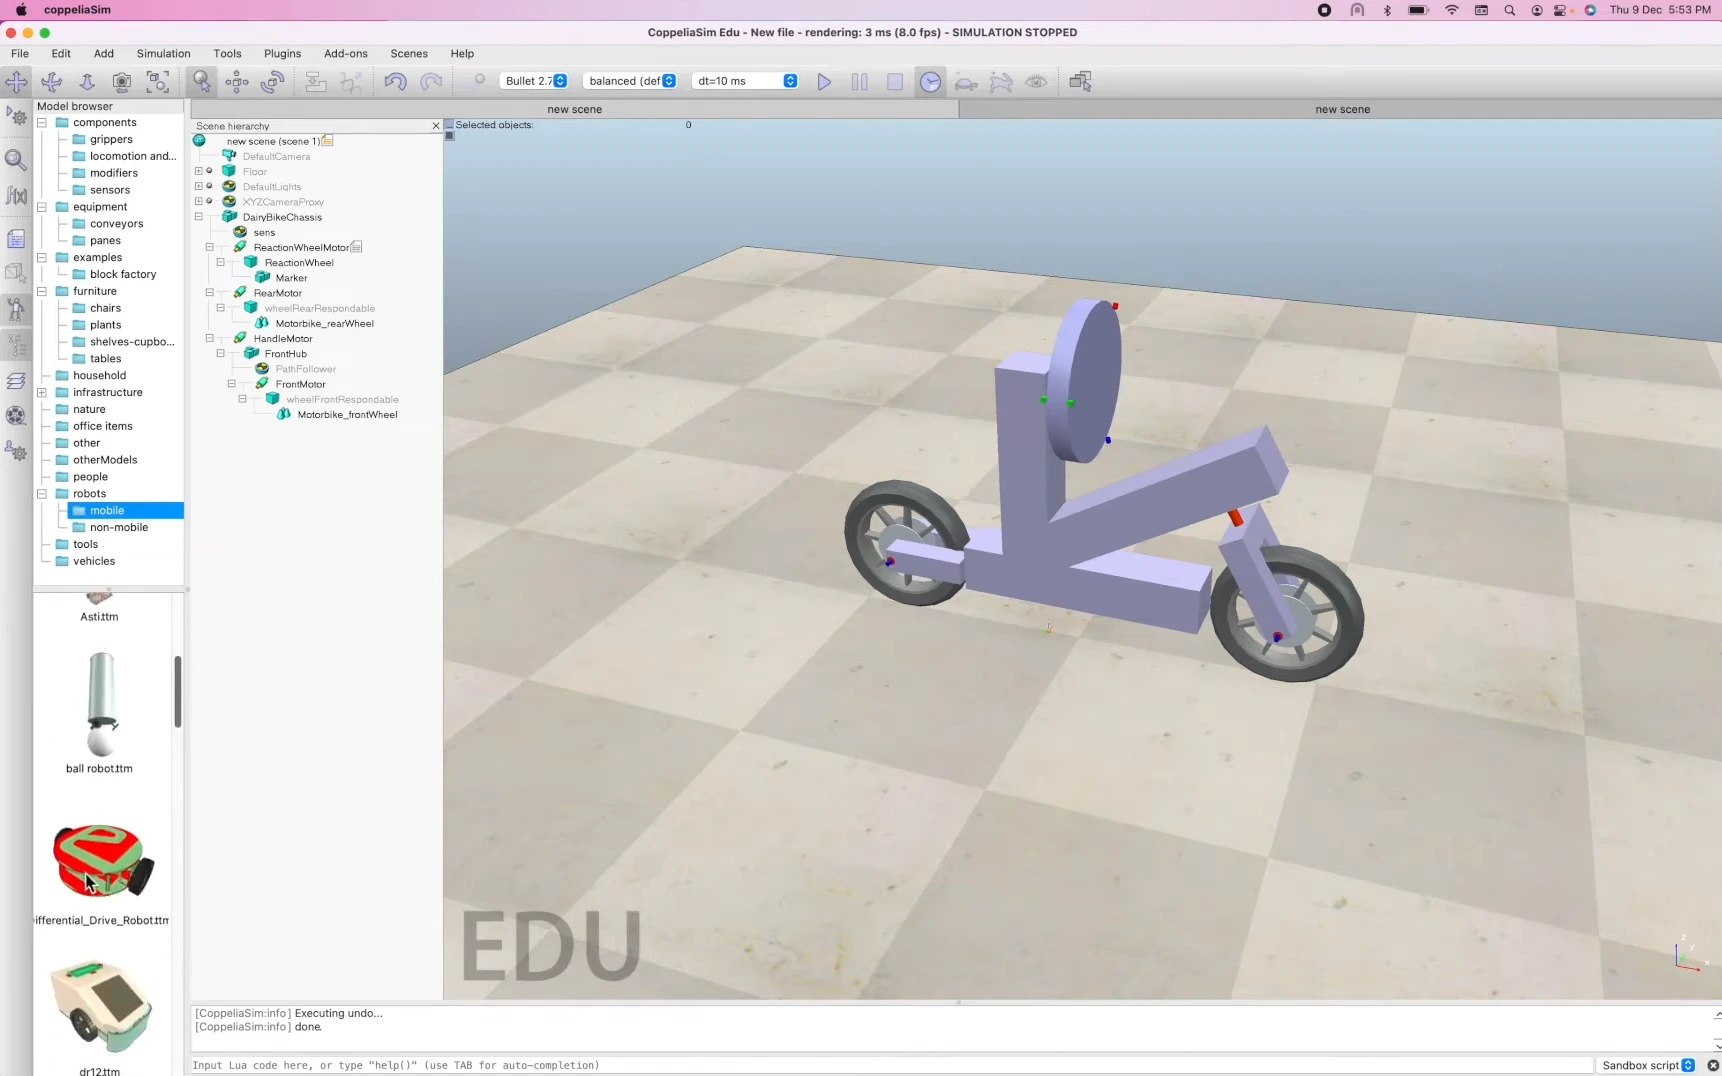 coppeliaSim
Thu 9 Dec 5:53 PM
CoppeliaSim Edu - New file - rendering: 3 ms (8.0 fps) - SIMULATION STOPPED
File Edit Add Simulation Tools Plugins Add-ons Scenes Help
Bullet 2.7 balanced (def dt=10 ms
Model browser
components
grippers
locomotion and...
modifiers
sensors
equipment
conveyors
panes
examples
block factory
furniture
chairs
plants
shelves-cupbo...
tables
household
infrastructure
nature
office items
other
otherModels
people
robots
mobile
non-mobile
tools
vehicles
Asti.ttm
ball robot.ttm
ifferential_Drive_Robot.ttm
dr12.ttm
new scene new scene
Scene hierarchy
new scene (scene 1)
DefaultCamera
Floor
DefaultLights
XYZCameraProxy
DairyBikeChassis
sens
ReactionWheelMotor
ReactionWheel
Marker
RearMotor
wheelRearRespondable
Motorbike_rearWheel
HandleMotor
FrontHub
PathFollower
FrontMotor
wheelFrontRespondable
Motorbike_frontWheel
Selected objects: 0
EDU
z
y
x
[CoppeliaSim:info] Executing undo...
[CoppeliaSim:info] done.
Input Lua code here, or type "help()" (use TAB for auto-completion)
Sandbox script